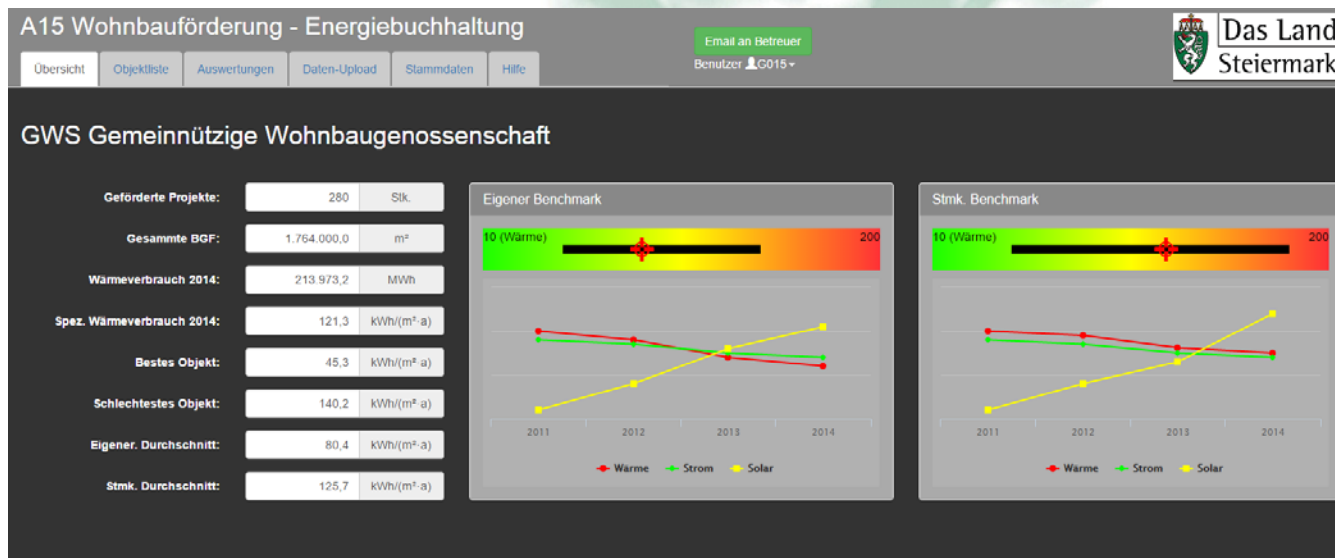 A15 Wohnbauförderung - Energiebuchhaltung
Email an Betreuer
Benutzer G015
Das Land
Steiermark
Übersicht Objektliste Auswertungen Daten-Upload Stammdaten Hilfe
GWS Gemeinnützige Wohnbaugenossenschaft
Geförderte Projekte: 280 Stk.
Gesammte BGF: 1.764.000,0 m²
Wärmeverbrauch 2014: 213.973,2 MWh
Spez. Wärmeverbrauch 2014: 121,3 kWh/(m²·a)
Bestes Objekt: 45,3 kWh/(m²·a)
Schlechtestes Objekt: 140,2 kWh/(m²·a)
Eigener. Durchschnitt: 80,4 kWh/(m²·a)
Stmk. Durchschnitt: 125,7 kWh/(m²·a)
Eigener Benchmark
10 (Wärme) 200
2011 2012 2013 2014
Wärme Strom Solar
Stmk. Benchmark
10 (Wärme) 200
2011 2012 2013 2014
Wärme Strom Solar